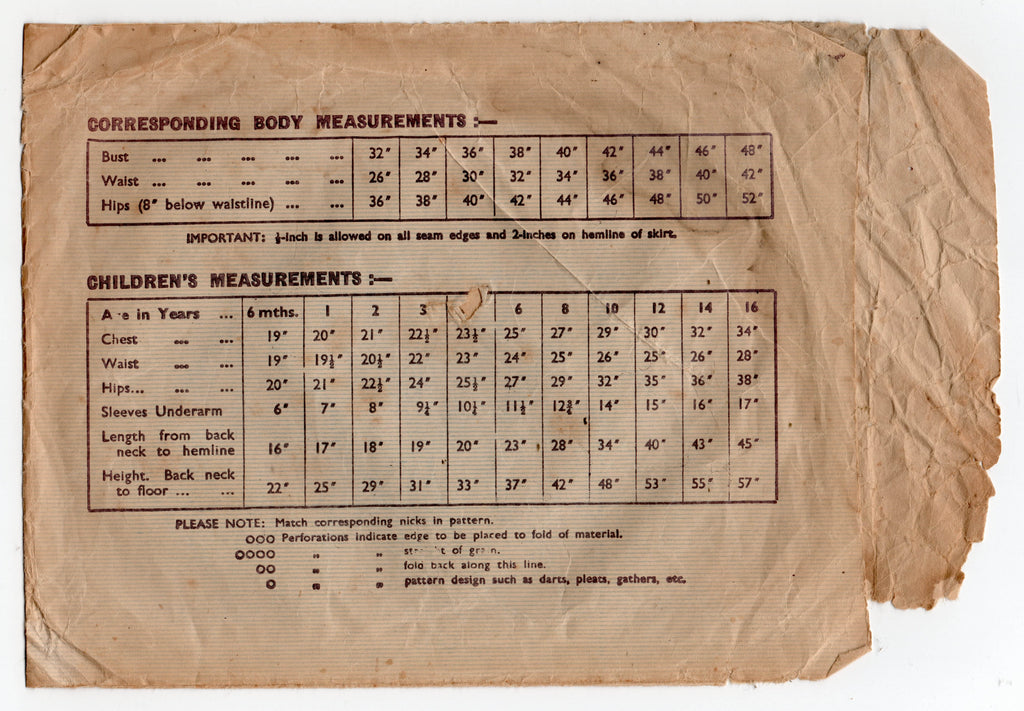 CORRESPONDING BODY MEASUREMENTS :—
Bust ... ... ... ... ... 32" 34" 36" 38" 40" 42" 44" 46" 48"
Waist ... ... ... ... ... 26" 28" 30" 32" 34" 36" 38" 40" 42"
Hips (8" below waistline) ... ... 36" 38" 40" 42" 44" 46" 48" 50" 52"
IMPORTANT: ½-inch is allowed on all seam edges and 2-inches on hemline of skirt.
CHILDREN'S MEASUREMENTS :—
in Years ... 6 mths. 1 2 3 6 8 10 12 14 16
Chest ... ... 19" 20" 21" 22½" 23½" 25" 27" 29" 30" 32" 34"
Waist ... ... 19" 19½" 20½" 22" 23" 24" 25" 26" 25" 26" 28"
Hips... ... ... 20" 21" 22½" 24" 25½" 27" 29" 32" 35" 36" 38"
Sleeves Underarm 6" 7" 8" 9¼" 10¼" 11½" 12¾" 14" 15" 16" 17"
Length from back
neck to hemline 16" 17" 18" 19" 20" 23" 28" 34" 40" 43" 45"
Height. Back neck
to floor ... ... 22" 25" 29" 31" 33" 37" 42" 48" 53" 55" 57"
PLEASE NOTE: Match corresponding nicks in pattern.
OOO Perforations indicate edge to be placed to fold of material.
OOOO " " of
OO " " fold back along this line.
O " " pattern design such as darts, pleats, gathers, etc.